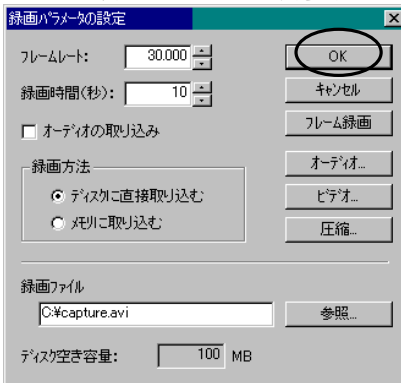 録画ﾊﾟﾗﾒｰﾀの設定
ﾌﾚｰﾑﾚｰﾄ: 30.000 OK
録画時間(秒): 10 ｷｬﾝｾﾙ
ｵｰﾃﾞｨｵの取り込み ﾌﾚｰﾑ録画
録画方法 ｵｰﾃﾞｨｵ...
ﾃﾞｨｽｸに直接取り込む ﾋﾞﾃﾞｵ...
ﾒﾓﾘに取り込む 圧縮...
録画ﾌｧｲﾙ
C:¥capture.avi 参照...
ﾃﾞｨｽｸ空き容量: 100 MB